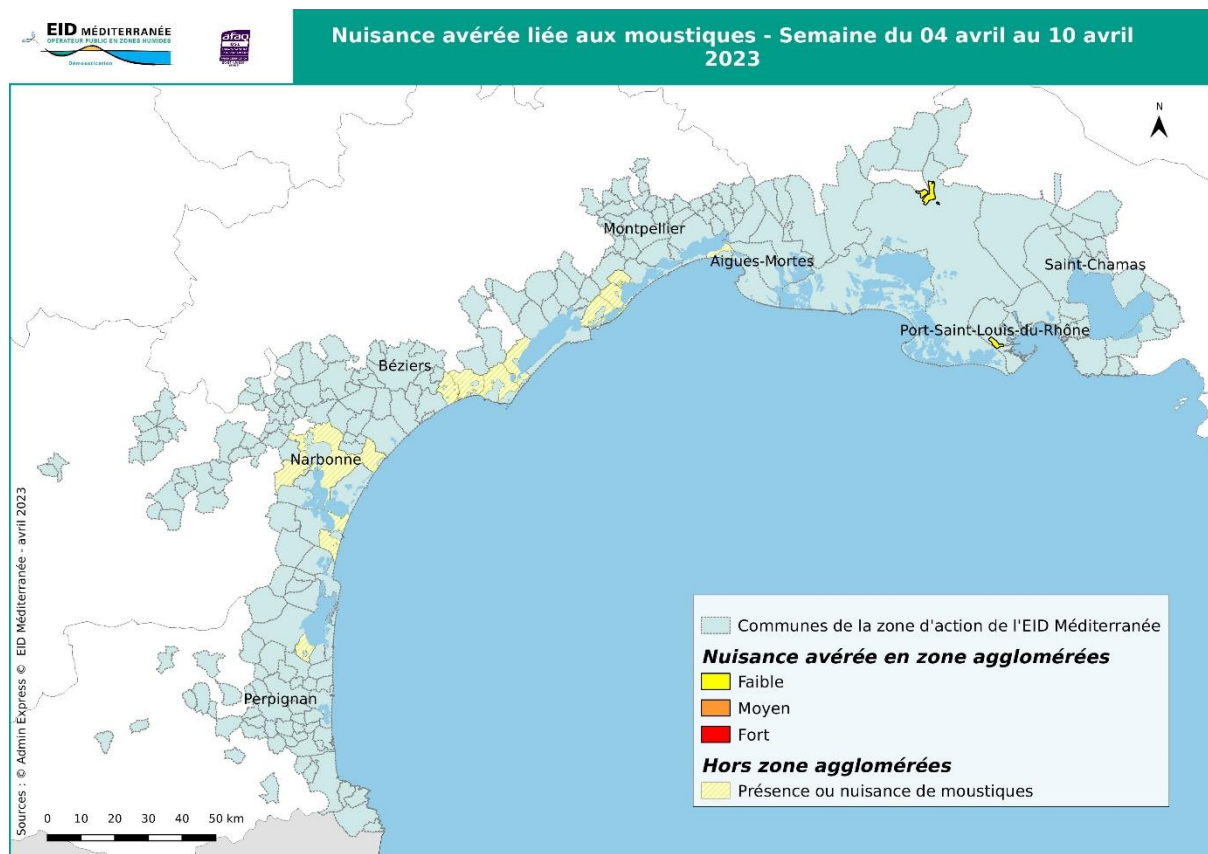 EID MÉDITERRANÉE
OPÉRATEUR PUBLIC EN ZONES HUMIDES
Démoustication
afaq
Nuisance avérée liée aux moustiques - Semaine du 04 avril au 10 avril
2023
N
Montpellier
Aigues-Mortes
Saint-Chamas
Port-Saint-Louis-du-Rhône
Béziers
Narbonne
Perpignan
Communes de la zone d'action de l'EID Méditerranée
Nuisance avérée en zone agglomérées
Faible
Moyen
Fort
Hors zone agglomérées
Présence ou nuisance de moustiques
Sources : © Admin Express © EID Méditerranée - avril 2023
0 10 20 30 40 50 km